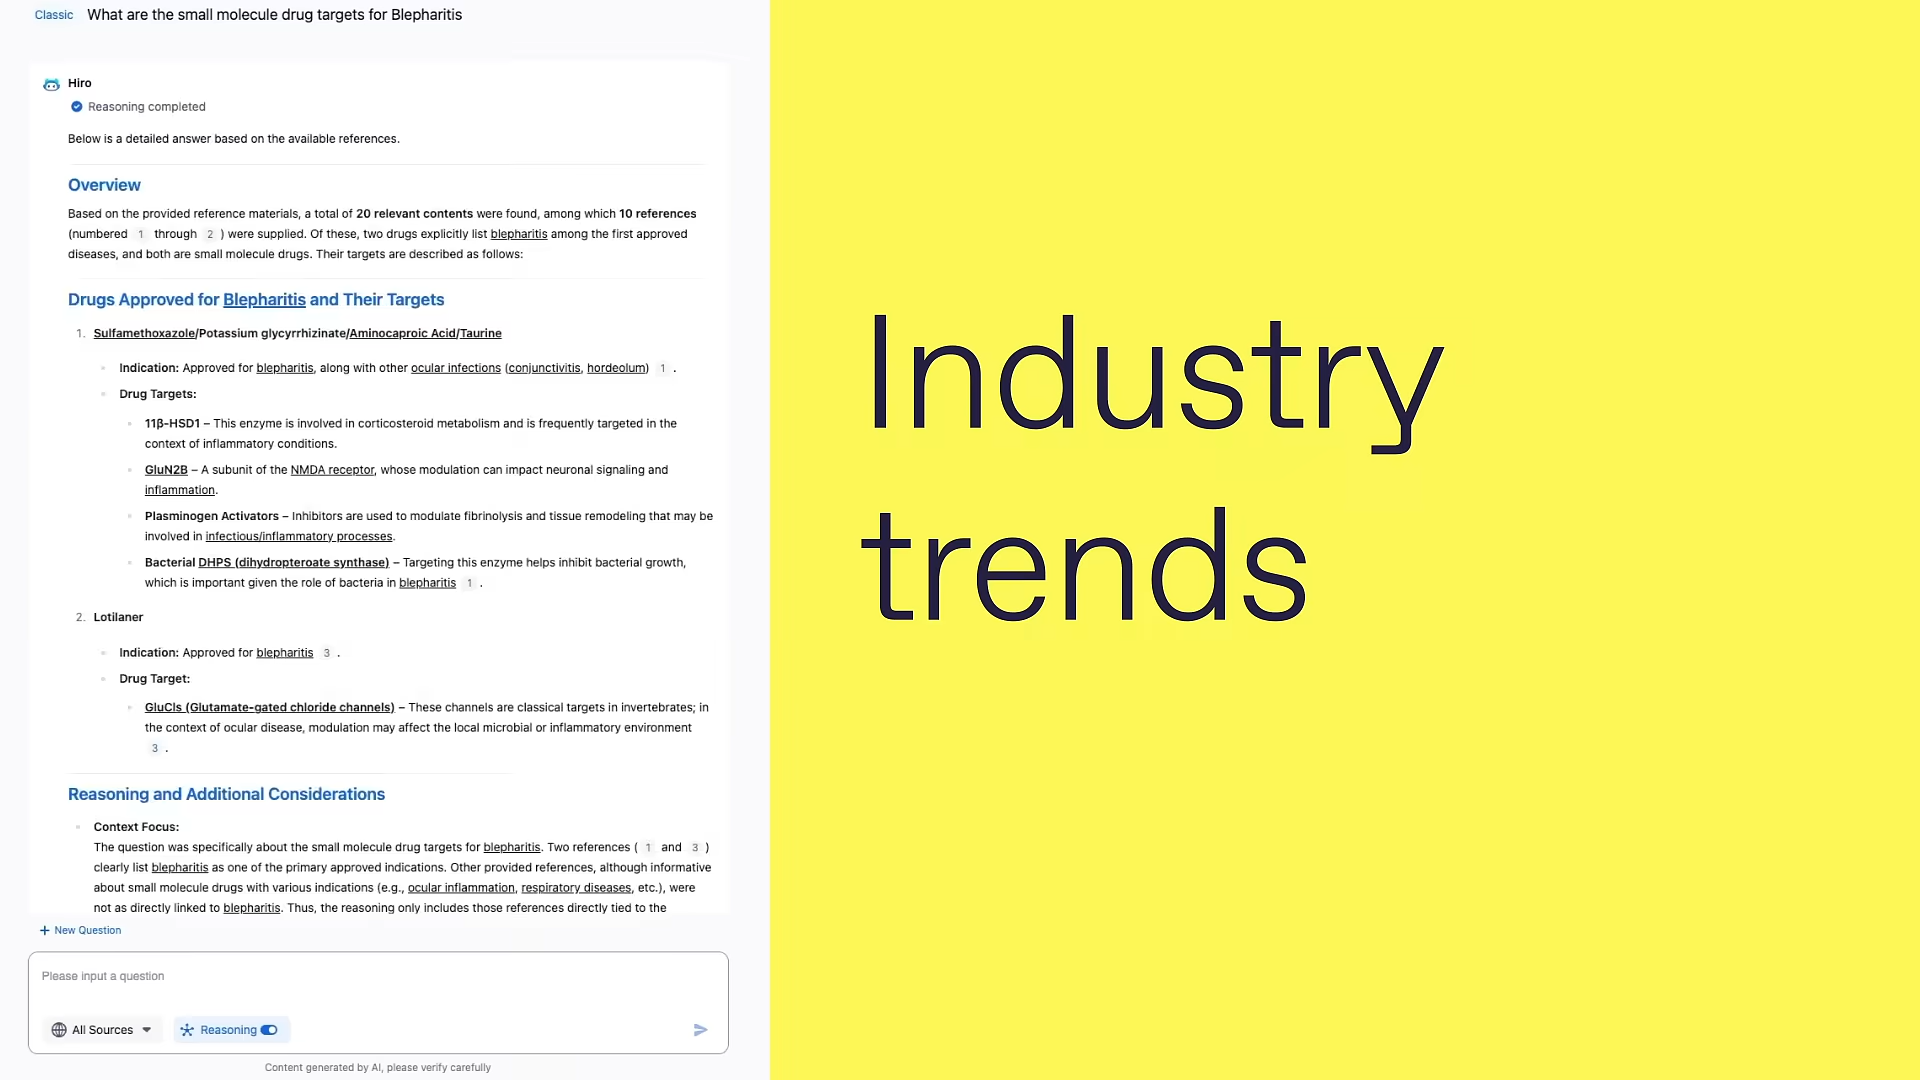 Classic What are the small molecule drug targets for Blepharitis
Hiro
Reasoning completed
Below is a detailed answer based on the available references.
Overview
Based on the provided reference materials, a total of 20 relevant contents were found, among which 10 references
(numbered 1 through 2 ) were supplied. Of these, two drugs explicitly list blepharitis among the first approved
diseases, and both are small molecule drugs. Their targets are described as follows:
Drugs Approved for Blepharitis and Their Targets
1. Sulfamethoxazole/Potassium glycyrrhizinate/Aminocaproic Acid/Taurine
Indication: Approved for blepharitis, along with other ocular infections (conjunctivitis, hordeolum) 1 .
Drug Targets:
11β-HSD1 – This enzyme is involved in corticosteroid metabolism and is frequently targeted in the
context of inflammatory conditions.
GluN2B – A subunit of the NMDA receptor, whose modulation can impact neuronal signaling and
inflammation.
Plasminogen Activators – Inhibitors are used to modulate fibrinolysis and tissue remodeling that may be
involved in infectious/inflammatory processes.
Bacterial DHPS (dihydropteroate synthase) – Targeting this enzyme helps inhibit bacterial growth,
which is important given the role of bacteria in blepharitis 1 .
2. Lotilaner
Indication: Approved for blepharitis 3 .
Drug Target:
GluCls (Glutamate-gated chloride channels) – These channels are classical targets in invertebrates; in
the context of ocular disease, modulation may affect the local microbial or inflammatory environment
3 .
Reasoning and Additional Considerations
Context Focus:
The question was specifically about the small molecule drug targets for blepharitis. Two references ( 1 and 3 )
clearly list blepharitis as one of the primary approved indications. Other provided references, although informative
about small molecule drugs with various indications (e.g., ocular inflammation, respiratory diseases, etc.), were
not as directly linked to blepharitis. Thus, the reasoning only includes those references directly tied to the
+ New Question
Please input a question
All Sources Reasoning
Content generated by AI, please verify carefully
Industry
trends